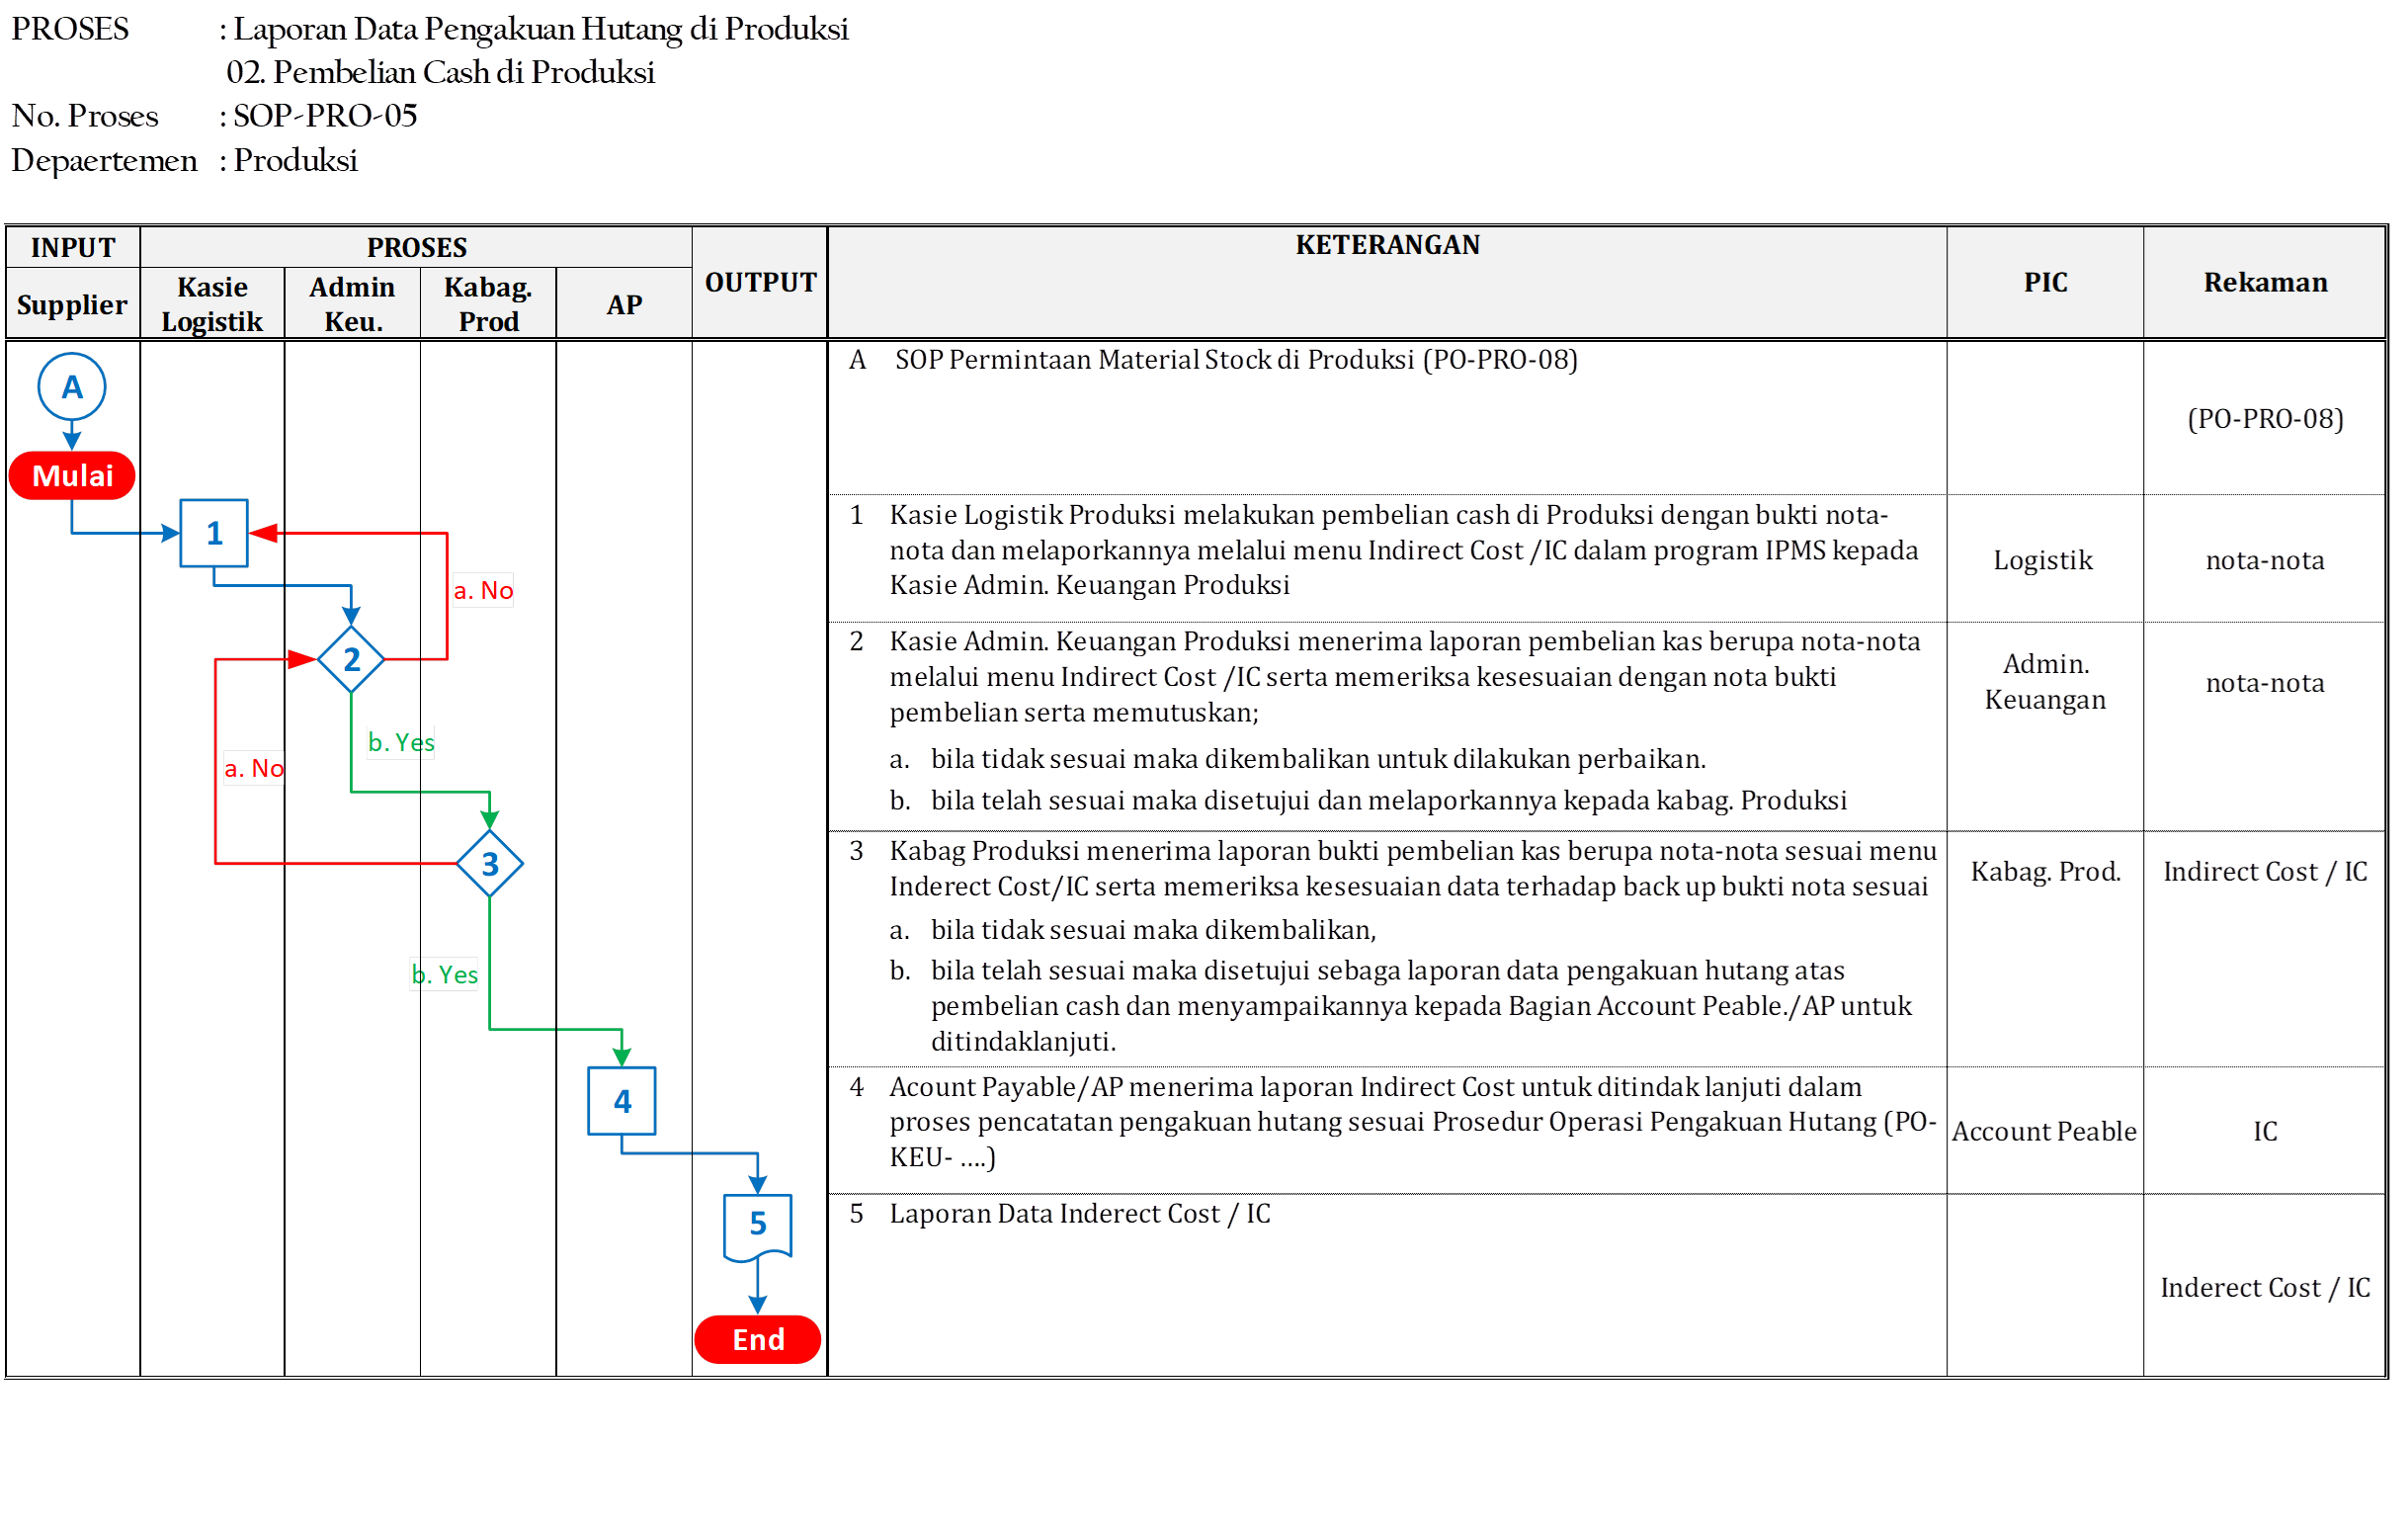 PROSES : Laporan Data Pengakuan Hutang di Produksi
02. Pembelian Cash di Produksi
No. Proses : SOP-PRO-05
Depaertemen : Produksi
INPUT PROSES OUTPUT KETERANGAN PIC Rekaman
Supplier Kasie Logistik Admin Keu. Kabag. Prod AP
A
Mulai
1
a. No
2
b. Yes
a. No
3
b. Yes
4
5
End
A SOP Permintaan Material Stock di Produksi (PO-PRO-08)
(PO-PRO-08)
1 Kasie Logistik Produksi melakukan pembelian cash di Produksi dengan bukti nota-
nota dan melaporkannya melalui menu Indirect Cost /IC dalam program IPMS kepada
Kasie Admin. Keuangan Produksi
Logistik
nota-nota
2 Kasie Admin. Keuangan Produksi menerima laporan pembelian kas berupa nota-nota
melalui menu Indirect Cost /IC serta memeriksa kesesuaian dengan nota bukti
pembelian serta memutuskan;
a. bila tidak sesuai maka dikembalikan untuk dilakukan perbaikan.
b. bila telah sesuai maka disetujui dan melaporkannya kepada kabag. Produksi
Admin.
Keuangan
nota-nota
3 Kabag Produksi menerima laporan bukti pembelian kas berupa nota-nota sesuai menu
Inderect Cost/IC serta memeriksa kesesuaian data terhadap back up bukti nota sesuai
a. bila tidak sesuai maka dikembalikan,
b. bila telah sesuai maka disetujui sebaga laporan data pengakuan hutang atas
pembelian cash dan menyampaikannya kepada Bagian Account Peable./AP untuk
ditindaklanjuti.
Kabag. Prod.
Indirect Cost / IC
4 Acount Payable/AP menerima laporan Indirect Cost untuk ditindak lanjuti dalam
proses pencatatan pengakuan hutang sesuai Prosedur Operasi Pengakuan Hutang (PO-
KEU- ....)
Account Peable
IC
5 Laporan Data Inderect Cost / IC
Inderect Cost / IC